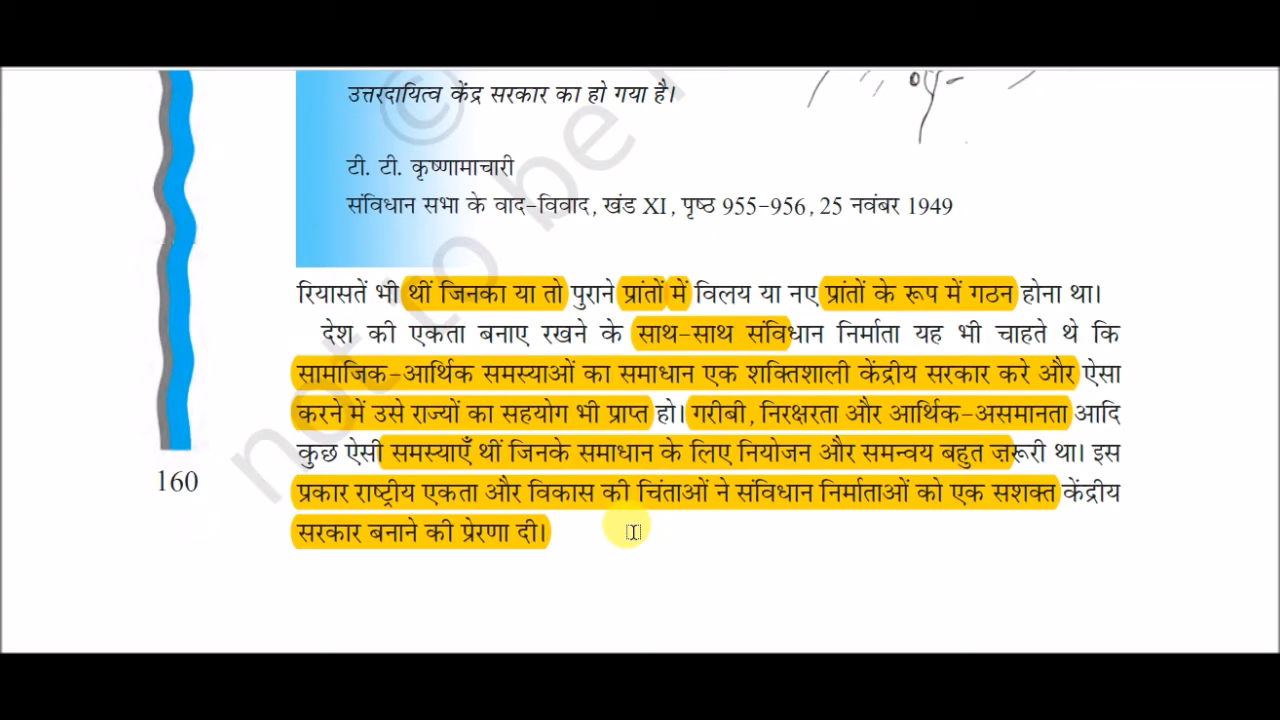 उत्तरदायित्व केंद्र सरकार का हो गया है।
टी. टी. कृष्णामाचारी
संविधान सभा के वाद-विवाद, खंड XI, पृष्ठ 955-956, 25 नवंबर 1949
रियासतें भी थीं जिनका या तो पुराने प्रांतों में विलय या नए प्रांतों के रूप में गठन होना था।
देश की एकता बनाए रखने के साथ-साथ संविधान निर्माता यह भी चाहते थे कि
सामाजिक-आर्थिक समस्याओं का समाधान एक शक्तिशाली केंद्रीय सरकार करे और ऐसा
करने में उसे राज्यों का सहयोग भी प्राप्त हो। गरीबी, निरक्षरता और आर्थिक-असमानता आदि
कुछ ऐसी समस्याएँ थीं जिनके समाधान के लिए नियोजन और समन्वय बहुत ज़रूरी था। इस
प्रकार राष्ट्रीय एकता और विकास की चिंताओं ने संविधान निर्माताओं को एक सशक्त केंद्रीय
सरकार बनाने की प्रेरणा दी।
160
©
not to be